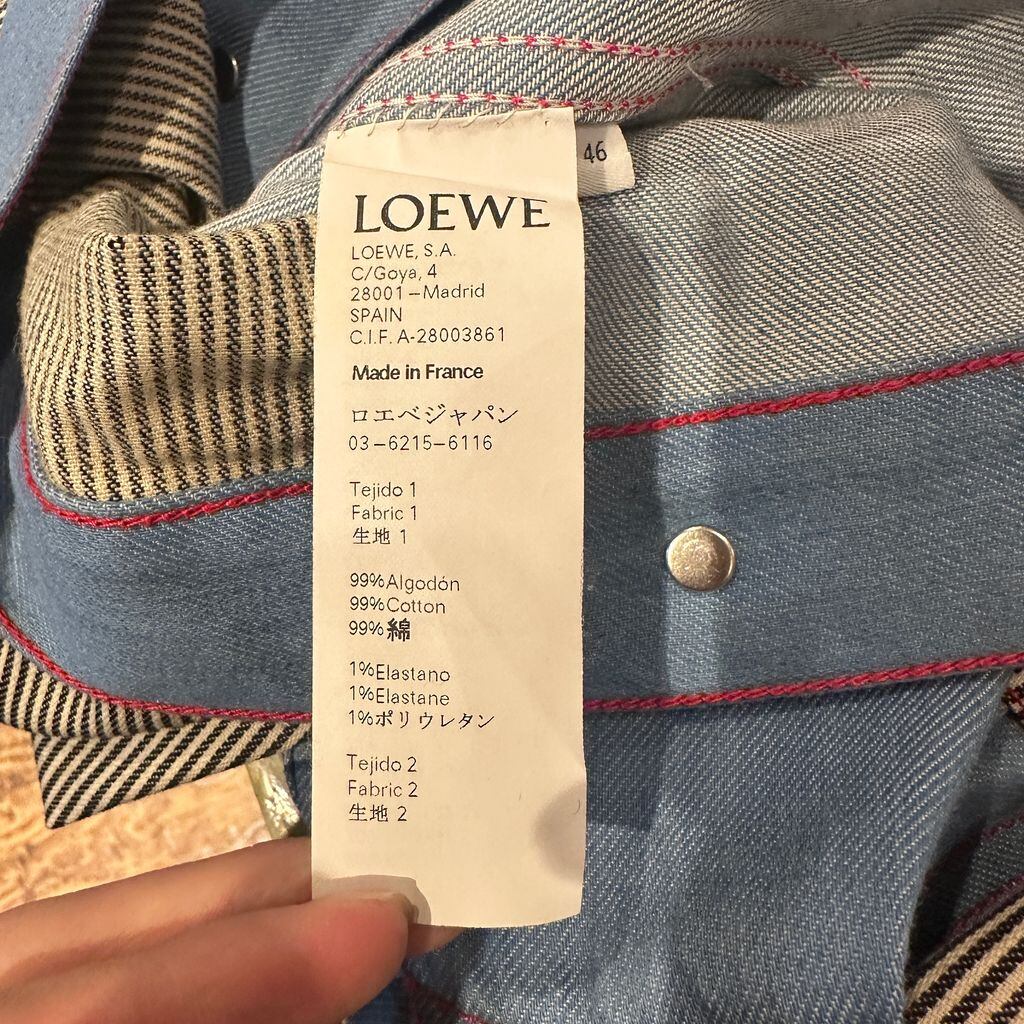 46
LOEWE
LOEWE, S.A.
C/Goya, 4
28001–Madrid
SPAIN
C.I.F. A-28003861
Made in France
ロエベジャパン
03–6215–6116
Tejido 1
Fabric 1
生地 1
99%Algodón
99%Cotton
99%綿
1%Elastano
1%Elastane
1%ポリウレタン
Tejido 2
Fabric 2
生地 2